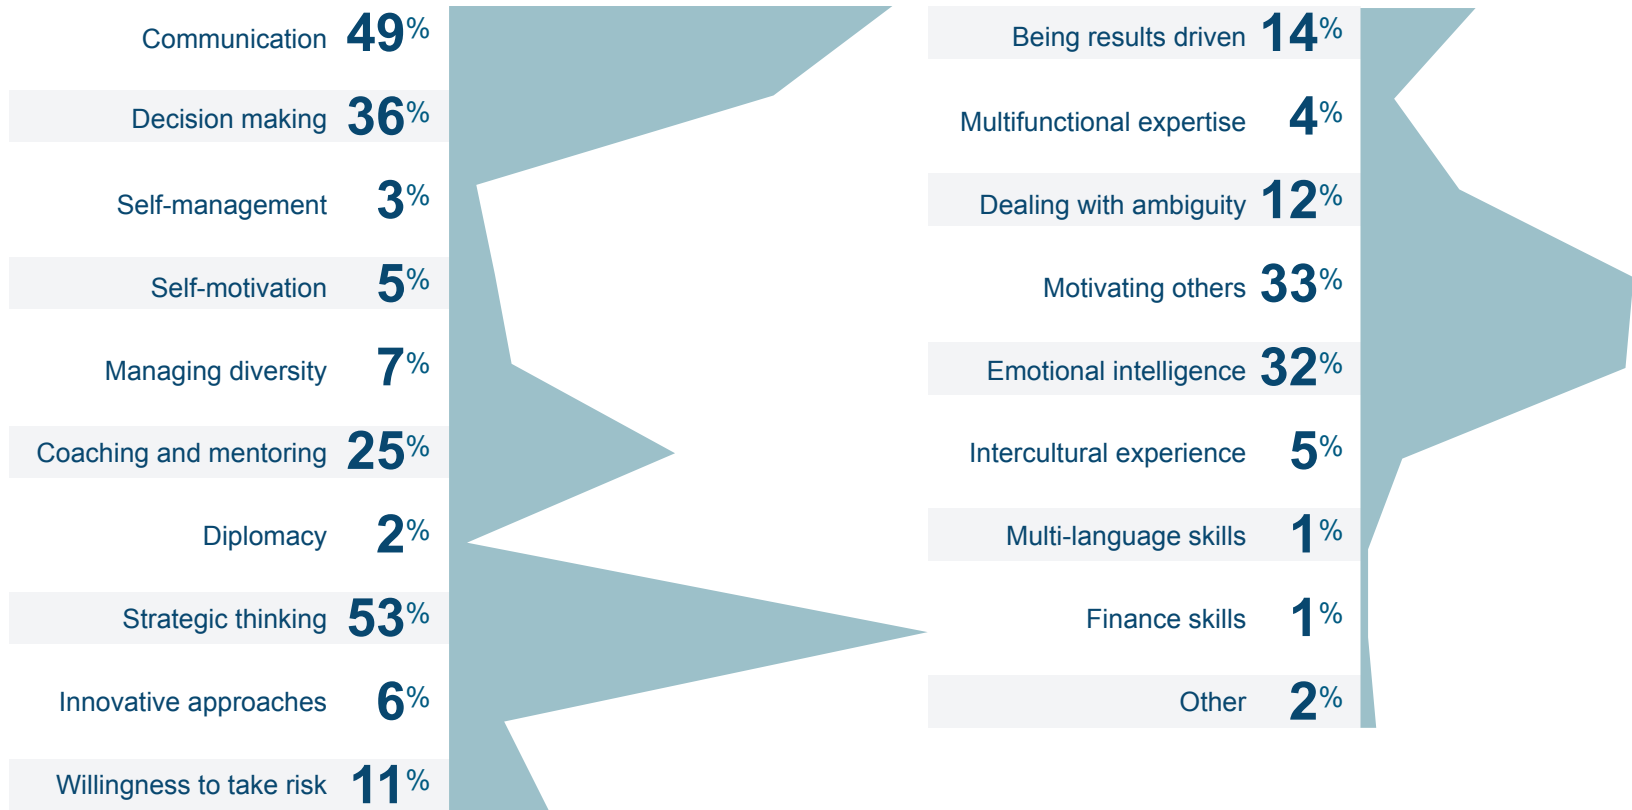 Communication 49%
Decision making 36%
Self-management 3%
Self-motivation 5%
Managing diversity 7%
Coaching and mentoring 25%
Diplomacy 2%
Strategic thinking 53%
Innovative approaches 6%
Willingness to take risk 11%
Being results driven 14%
Multifunctional expertise 4%
Dealing with ambiguity 12%
Motivating others 33%
Emotional intelligence 32%
Intercultural experience 5%
Multi-language skills 1%
Finance skills 1%
Other 2%